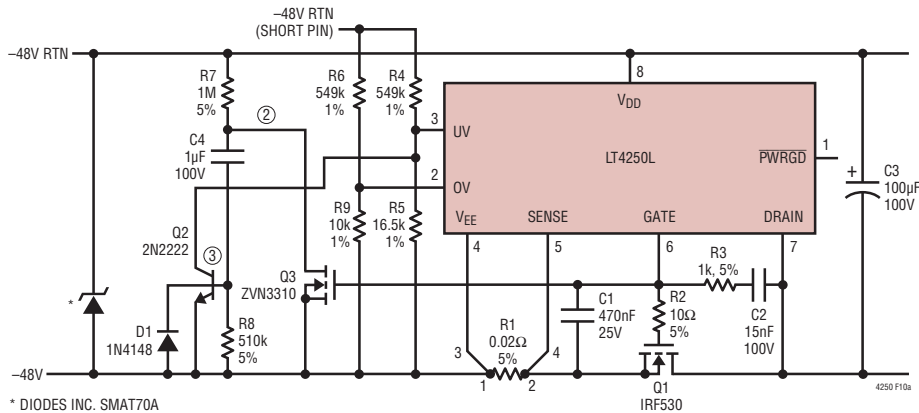 –48V RTN
(SHORT PIN)
–48V RTN
R7
1M
5%
R6
549k
1%
R4
549k
1%
8
VDD
2
3
UV
LT4250L
PWRGD
1
C4
1µF
100V
+
C3
100µF
100V
2
OV
R9
10k
1%
R5
16.5k
1%
VEE
SENSE
GATE
DRAIN
Q2
2N2222
4
5
6
7
3
R3
1k, 5%
Q3
ZVN3310
*
C1
470nF
25V
R2
10Ω
5%
C2
15nF
100V
D1
1N4148
R8
510k
5%
R1
0.02Ω
5%
3
4
–48V
1
2
Q1
IRF530
4250 F10a
* DIODES INC. SMAT70A